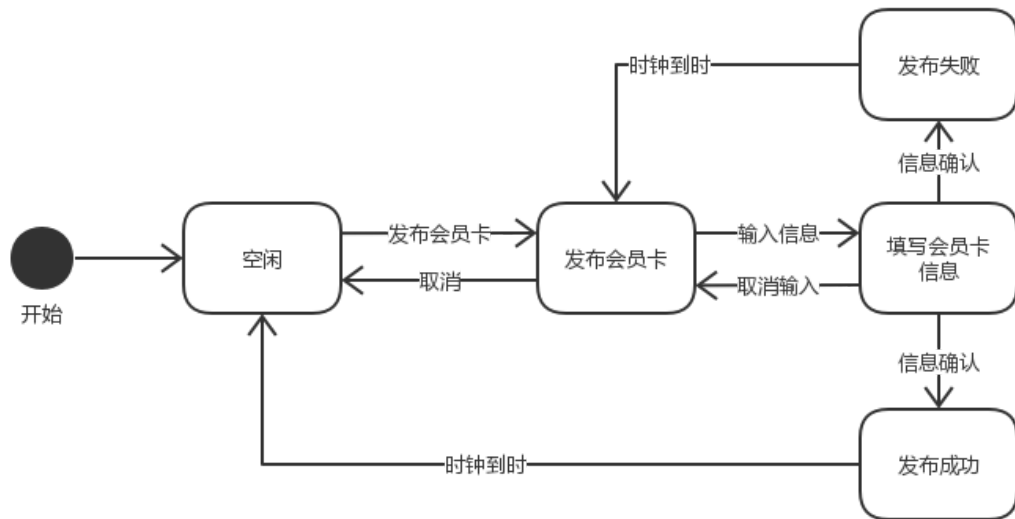 发布失败
时钟到时
信息确认
开始
空闲
发布会员卡
取消
发布会员卡
输入信息
取消输入
填写会员卡
信息
信息确认
发布成功
时钟到时